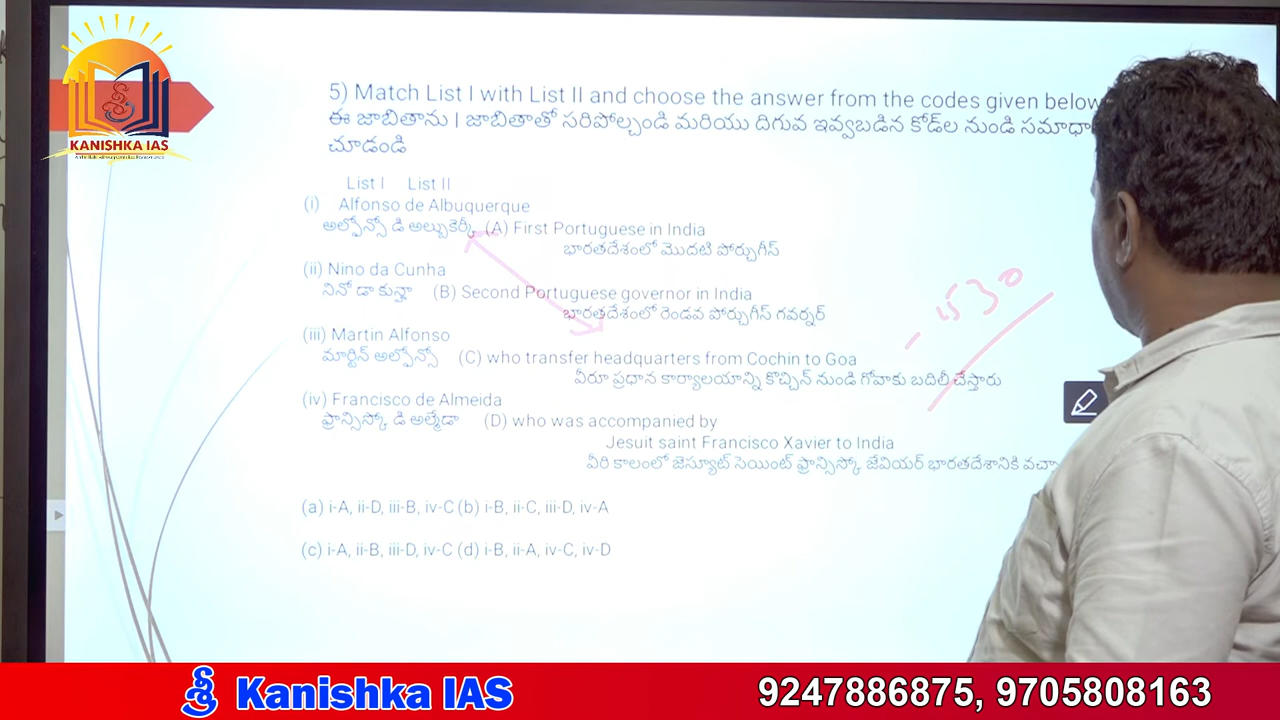 KANISHKA IAS
5) Match List I with List II and choose the answer from the codes given below
ఈ జాబితాను I జాబితాతో సరిపోల్చండి మరియు దిగువ ఇవ్వబడిన కోడ్‌ల నుండి
చూడండి
List I List II
(i) Alfonso de Albuquerque
అల్ఫోన్సో డి అల్బుకెర్కీ (A) First Portuguese in India
భారతదేశంలో మొదటి పోర్చుగీస్
(ii) Nino da Cunha
నినో డా కున్హా (B) Second Portuguese governor in India
భారతదేశంలో రెండవ పోర్చుగీస్ గవర్నర్
(iii) Martin Alfonso
మార్టిన్ అల్ఫోన్సో (C) who transfer headquarters from Cochin to Goa
వీరూ ప్రధాన కార్యాలయాన్ని కొచ్చిన్ నుండి గోవాకు బదిలీ చేస్తారు
- 1530
(iv) Francisco de Almeida
ఫ్రాన్సిస్కో డి అల్మేడా (D) who was accompanied by
Jesuit saint Francisco Xavier to India
వీరి కాలంలో జెస్యూట్ సెయింట్ ఫ్రాన్సిస్కో జేవియర్ భారతదేశానికి
(a) i-A, ii-D, iii-B, iv-C (b) i-B, ii-C, iii-D, iv-A
(c) i-A, ii-B, iii-D, iv-C (d) i-B, ii-A, iv-C, iv-D
శ్రీ Kanishka IAS 9247886875, 9705808163